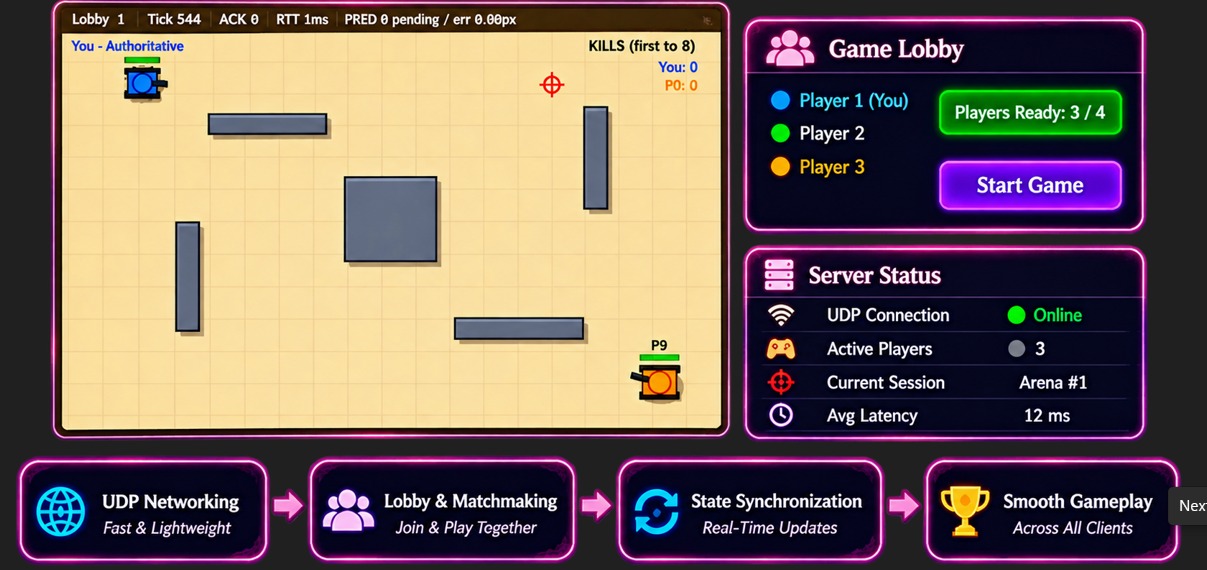 Lobby 1 Tick 544 ACK 0 RTT 1ms PRED 0 pending / err 0.00px
You - Authoritative
KILLS (first to 8)
You: 0
P0: 0
P9
Game Lobby
Player 1 (You)
Player 2
Player 3
Players Ready: 3 / 4
Start Game
Server Status
UDP Connection Online
Active Players 3
Current Session Arena #1
Avg Latency 12 ms
UDP Networking
Fast & Lightweight
Lobby & Matchmaking
Join & Play Together
State Synchronization
Real-Time Updates
Smooth Gameplay
Across All Clients